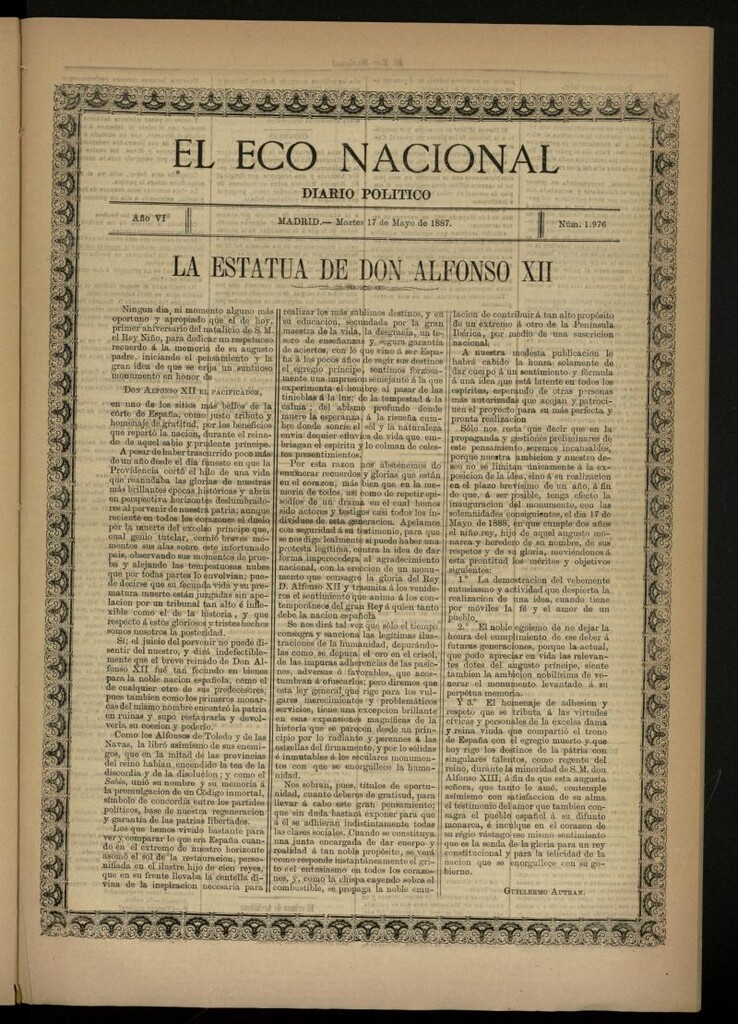 EL ECO NACIONAL
DIARIO POLITICO
Año VI
MADRID.— Martes 17 de Mayo de 1887.
Núm. 1.976
LA ESTATUA DE DON ALFONSO XII
Ningun dia, ni momento alguno más
oportuno y apropiado que el de hoy,
primer aniversario del natalicio de S. M.
el Rey Niño, para dedicar un respetuoso
recuerdo á la memoria de su augusto
padre, iniciando el pensamiento y la
gran idea de que se erija un suntuoso
monumento en honor de
DON ALFONSO XII EL PACIFICADOR,
en uno de los sitios más bellos de la
córte de España, como justo tributo y
homenaje de gratitud, por los beneficios
que reportó la nacion, durante el reina-
do de aquel sabio y prudente príncipe.
A pesar de haber trascurrido poco más
de un año desde el dia funesto en que la
Providencia cortó el hilo de una vida
que reanudaba las glorias de nuestras
más brillantes épocas históricas y abria
en perspectiva horizontes deslumbrado-
res al porvenir de nuestra patria; aunque
reciente en todos los corazones el duelo
por la muerte del excelso príncipe que,
cual genio tutelar, cernió breves mo-
mentos sus alas sobre este infortunado
país, observando sus momentos de prue-
ba y alejando las tempestuosas nubes
que por todas partes lo envolvian; pue-
de decirse que su fecunda vida y su pre-
matura muerte están juzgadas sin ape-
lacion por un tribunal tan alto é infle-
xible como el de la historia, y que
respecto á estos gloriosos y tristes hechos
somos nosotros la posteridad.
Sí; el juicio del porvenir no puede di-
sentir del nuestro, y dirá indefectible-
mente que el breve reinado de Don Al-
fonso XII fué tan fecundo en bienes
para la noble nacion española, como el
de cualquier otro de sus predecesores;
pues tambien como los primeros monar-
cas del mismo nombre encontró la patria
en ruinas y supo restaurarla y devol-
verla su ocesion y poderío.
Como los Alfonsos de Toledo y de las
Navas, la libró asimismo de sus enemi-
gos, que en la mitad de las provincias
del reino habian, encendido la tea de la
discordia y de la disolucion; y como el
Sabio, unió su nombre y su memoria á
la promulgacion de un Código inmortal,
símbolo de concordia entre los partidos
políticos, base de nuestra regeneracion
y garantía de las patrias libertades.
Los que hemos vivido bastante para
ver y comparar lo que era España cuan-
do en el extremo de nuestro horizonte
asomó el sol de la restauracion, perso-
nifiada en el ilustre hijo de cien reyes,
que en su frente llevaba la centella di-
vina de la inspiracion necesaria para
realizar los más sublimes destinos, y en
su educacion, secundada por la gran
maestra de la vida, la desgracia, un te-
soro de enseñanzas y segura garantía
de aciertos, con lo que vino á ser Espa-
ña á los pocos años de regir sus destinos
el egregio príncipe, sentimos forzosa-
mente una impresion semejante á la que
experimenta el hombre al pasar de las
tinieblas á la luz; de la tempestad á la
calma; del abismo profundo donde
muere la esperanza, á la risueña cum-
bre donde sonríe el sol y la naturaleza
envia doquier efluvios de vida que em-
briagan el espíritu y lo colman de celes-
tes presentimientos.
Por esta razon nos abstenemos de
enumerar recuerdos y glorias que están
en el corazon, más bien que en la me-
moria de todos, así como de repetir epi-
sodios de un drama en el cual hemos
sido actores y testigos casi todos los in-
dividuos de esta generacion. Apelamos
con seguridad á su testimonio, para que
se nos diga lealmente si puede haber una
protesta legítima, contra la idea de dar
forma imperecedera al agradecimiento
nacional, con la ereccion de un monu-
mento que consagre la gloria del Rey
D. Alfonso XII y trasmita á los venide-
ros el sentimiento que anima á los con-
temporáneos del gran Rey á quien tanto
debe la nacion española
Se nos dirá tal vez que sólo el tiempo
consagra y sanciona las legítimas ilus-
traciones de la humanidad, depurándo-
las como se depura el oro en el crisol,
de las impuras adherencias de las pasio-
nes, adversas ó favorables, que acos-
tumbran á ofuscarlos; pero diremos que
esta ley general, que rige para los vul-
gares merecimientos y problemáticos
servicios, tiene una excepcion brillante
en esas expansiones magníficas de la
historia que se parecen desde un princi-
pio por lo radiante y perennes á las
estrellas del firmamento, y por lo sólidas
é inmutables á los seculares monumentos
con que se enorgullece la hu-
manidad.
Nos sobran, pues, títulos de oportu-
nidad, cuanto deberes de gratitud, para
llevar á cabo este gran pensamiento;
que sin duda bastará exponer para que
á él se adhieran indistintamente todas
las clases sociales. Cuando se constituya
una junta encargada de dar cuerpo y
realidad á tan noble propósito, se verá
como responde instantáneamente el gri-
to del entusiasmo en todos los corazo-
nes, y, como la chispa cayendo sobre el
combustible, se propaga la noble emu-
lacion de contribuir á tan alto propósito
de un extremo á otro de la Península
Ibérica, por medio de una suscricion
nacional.
A nuestra modesta publicacion le
habrá cabido la honra solamente de
dar cuerpo á un sentimiento y fórmula
á una idea que está latente en todos los
espíritus, esperando de otras personas
más autorizadas que acojan y patroci-
nen el proyecto para su más perfecta y
pronta realizacion
Sólo nos resta que decir que en la
propaganda y gestiones preliminares de
este pensamiento seremos incansables,
porque nuestra ambicion y nuestro de-
seo no se limitan únicamente á la ex-
posicion de la idea, sino á su realizacion
en el plazo brevísimo de un año, á fin
de que, á ser posible, tenga efecto la
inauguracion del monumento, con las
solemnidades consiguientes, el dia 17 de
Mayo de 1888, en que cumple dos años
el niño rey, hijo de aquel augusto mo-
narca y heredero de su nombre, de sus
respetos y de su gloria, moviéndonos á
esta prontitud los méritos y objetivos
siguientes:
1.º La demostracion del vehemente
entusiasmo y actividad que despierta la
realizacion de una idea, cuando tiene
por móviles la fé y el amor de un
pueblo.
2.º El noble egoismo de no dejar la
honra del cumplimiento de ese deber á
futuras generaciones, porque la actual,
que pudo apreciar en vida las relevan-
tes dotes del augusto príncipe, siente
tambien la ambicion nobilísima de ve-
nerar el monumento levantado á su
perpétua memoria.
Y 3.º El homenaje de adhesion y
respeto que se tributa á las virtudes
cívicas y personales de la excelsa dama
y reina viuda que compartió el trono
de España con el egregio muerto y que
hoy rige los destinos de la pátria con
singulares talentos, como regente del
reino, durante la minoridad de S. M. don
Alfonso XIII; á fin de que esta augusta
señora, que tanto le amó, contemple
asimismo con satisfaccion de su alma
el testimonio del amor que tambien con-
sagra el pueblo español á su difunto
monarca, é inculque en el corazon de
su régio vástago ese mismo sentimiento
que es la senda de la gloria para un rey
constitucional y para la felicidad de la
nacion que se enorgullece con su go-
bierno.
GUILLERMO AUTRAN.